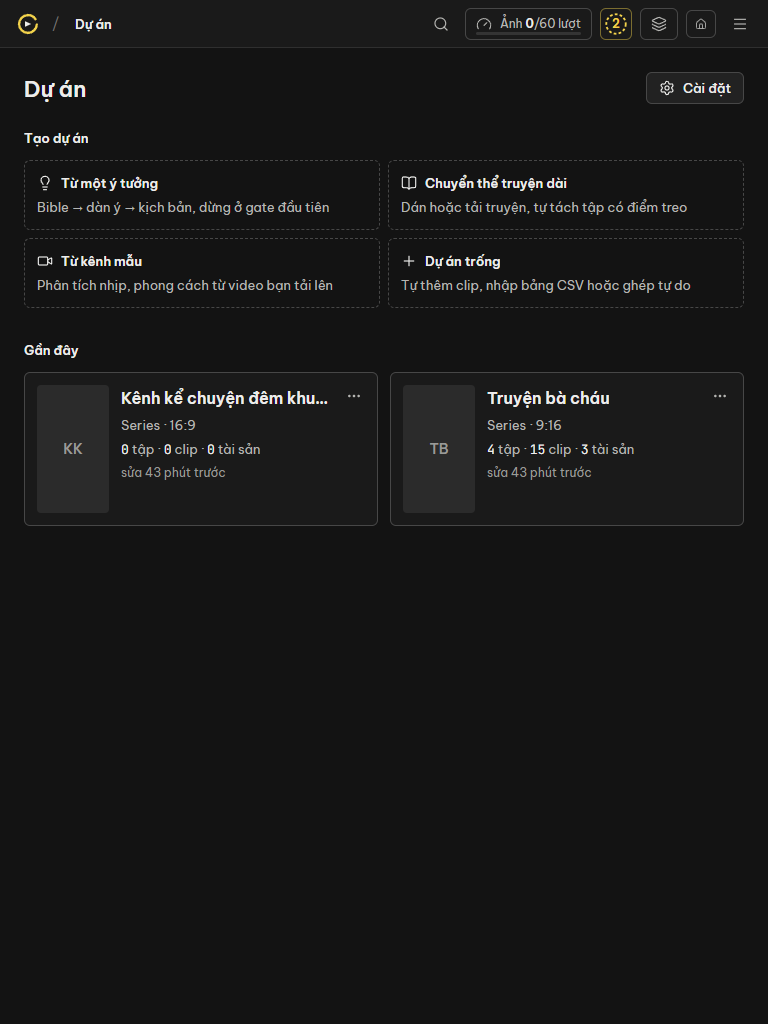 / Dự án
Ảnh 0/60 lượt
2
Dự án
Cài đặt
Tạo dự án
Từ một ý tưởng
Bible → dàn ý → kịch bản, dừng ở gate đầu tiên
Chuyển thể truyện dài
Dán hoặc tải truyện, tự tách tập có điểm treo
Từ kênh mẫu
Phân tích nhịp, phong cách từ video bạn tải lên
Dự án trống
Tự thêm clip, nhập bảng CSV hoặc ghép tự do
Gần đây
KK
Kênh kể chuyện đêm khu...
Series · 16:9
0 tập · 0 clip · 0 tài sản
sửa 43 phút trước
TB
Truyện bà cháu
Series · 9:16
4 tập · 15 clip · 3 tài sản
sửa 43 phút trước